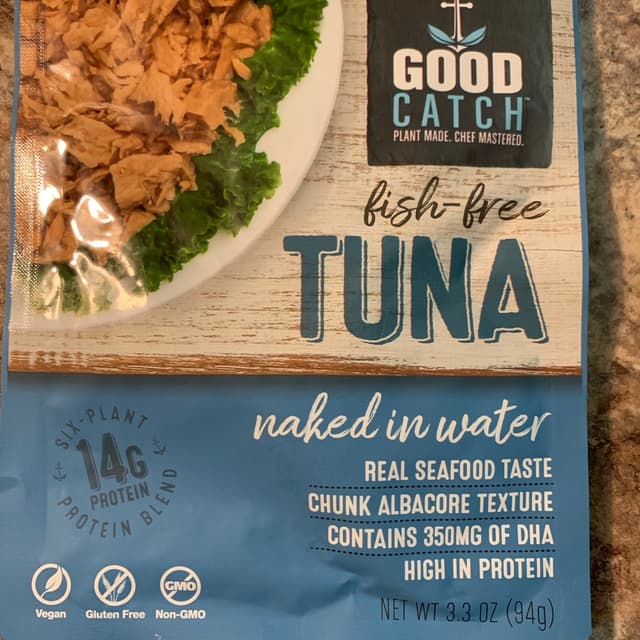 GOOD
CATCH™
PLANT MADE. CHEF MASTERED.
fish-free
TUNA
naked in water
REAL SEAFOOD TASTE
CHUNK ALBACORE TEXTURE
CONTAINS 350MG OF DHA
HIGH IN PROTEIN
SIX-PLANT
14G
PROTEIN
PROTEIN BLEND
GMO
Vegan
Gluten Free
Non-GMO
NET WT 3.3 OZ (94g)